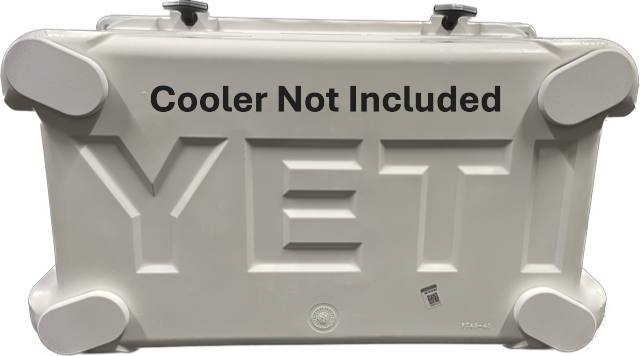 Cooler Not Included
YETI